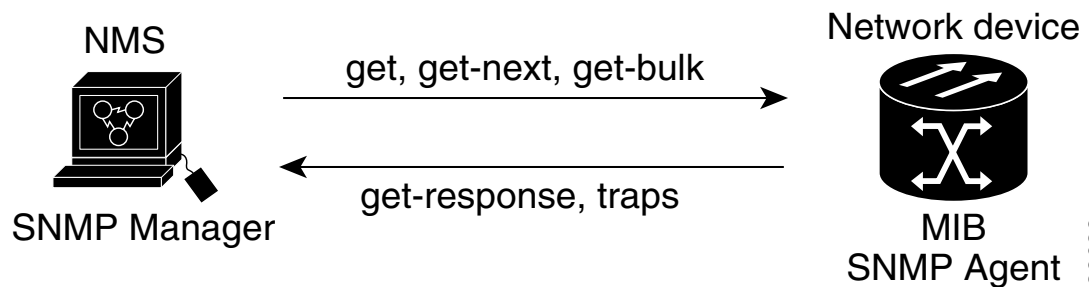 NMS
Network device
get, get-next, get-bulk
get-response, traps
SNMP Manager
MIB
SNMP Agent